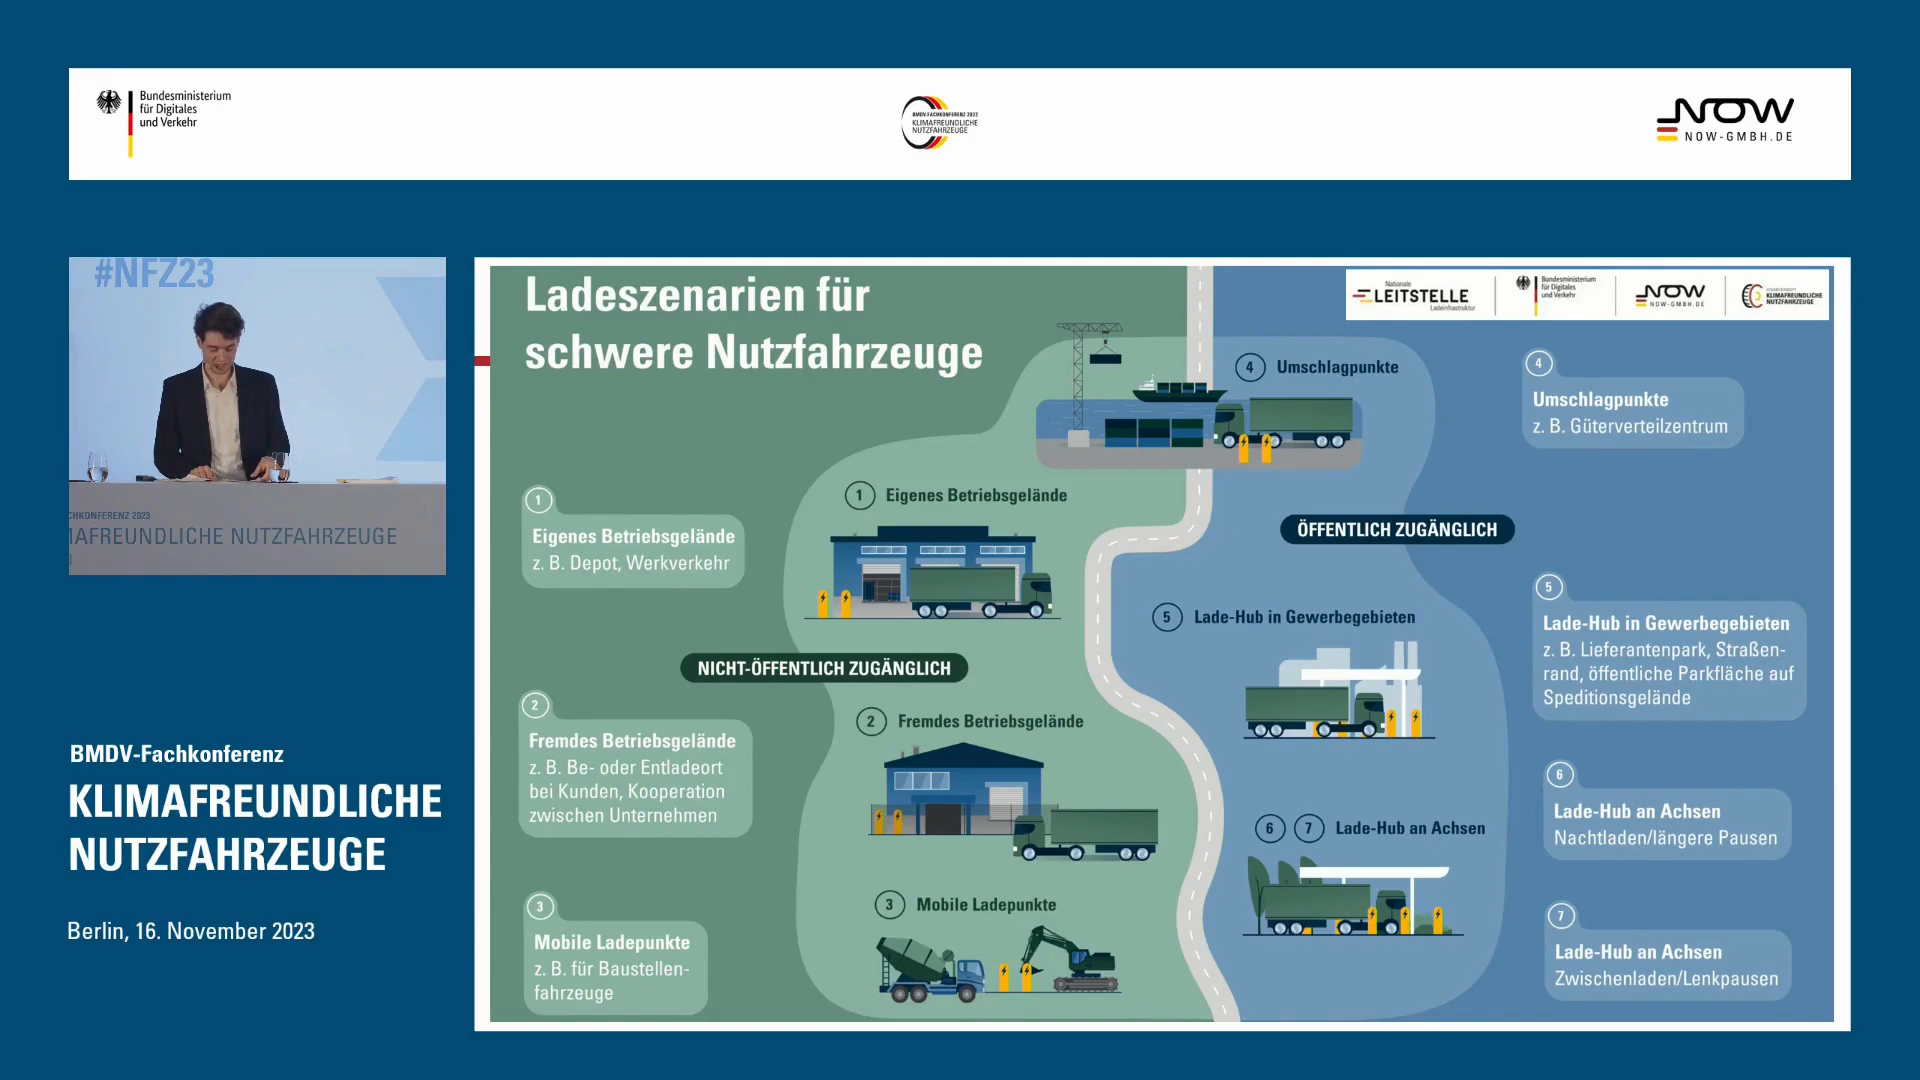 Bundesministerium
für Digitales
und Verkehr
BMDV-FACHKONFERENZ 2022
KLIMAFREUNDLICHE
NUTZFAHRZEUGE
NOW
NOW-GMBH.DE
#NFZ23
CHKONFERENZ 2023
MAFREUNDLICHE NUTZFAHRZEUGE
BMDV-Fachkonferenz
KLIMAFREUNDLICHE
NUTZFAHRZEUGE
Berlin, 16. November 2023
Ladeszenarien für
schwere Nutzfahrzeuge
Nationale
LEITSTELLE
Ladeinfrastruktur
Bundesministerium
für Digitales
und Verkehr
NOW
NOW-GMBH.DE
KLIMAFREUNDLICHE
NUTZFAHRZEUGE
1
Eigenes Betriebsgelände
z. B. Depot, Werkverkehr
NICHT-ÖFFENTLICH ZUGÄNGLICH
2
Fremdes Betriebsgelände
z. B. Be- oder Entladeort
bei Kunden, Kooperation
zwischen Unternehmen
3
Mobile Ladepunkte
z. B. für Baustellen-
fahrzeuge
1 Eigenes Betriebsgelände
2 Fremdes Betriebsgelände
3 Mobile Ladepunkte
4 Umschlagpunkte
ÖFFENTLICH ZUGÄNGLICH
5 Lade-Hub in Gewerbegebieten
6 7 Lade-Hub an Achsen
4
Umschlagpunkte
z. B. Güterverteilzentrum
5
Lade-Hub in Gewerbegebieten
z. B. Lieferantenpark, Straßen-
rand, öffentliche Parkfläche auf
Speditionsgelände
6
Lade-Hub an Achsen
Nachtladen/längere Pausen
7
Lade-Hub an Achsen
Zwischenladen/Lenkpausen